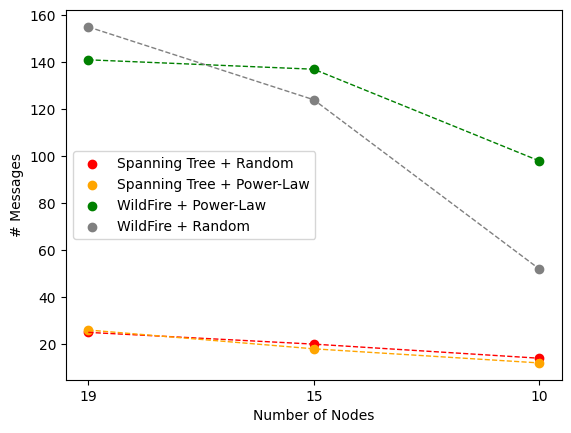 160
140
120
100
80
60
40
20
# Messages
Spanning Tree + Random
Spanning Tree + Power-Law
WildFire + Power-Law
WildFire + Random
19 15 10
Number of Nodes